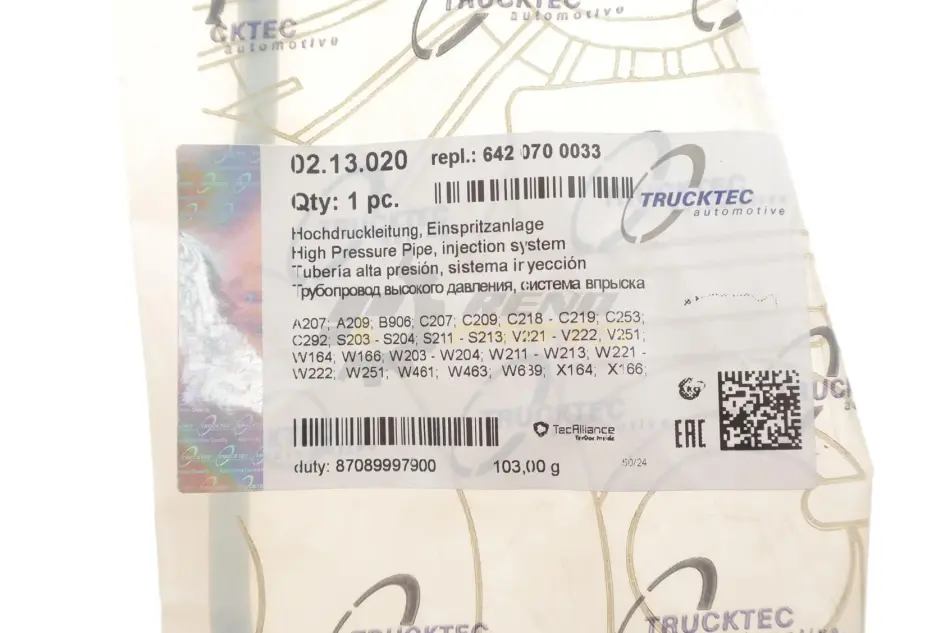 CKTEC
automotive
TRUCKTEC
automotive
02.13.020
repl.: 642 070 0033
Qty: 1 pc.
TRUCKTEC
automotive
Hochdruckleitung, Einspritzanlage
High Pressure Pipe, injection system
Tubería alta presión, sistema inyección
Трубопровод высокого давления, система впрыска
A207; A209; B906; C207; C209; C218 - C219; C253;
C292; S203 - S204; S211 - S213; V221 - V222, V251;
W164; W166; W203 - W204; W211 - W213; W221 -
W222; W251; W461; W463; W639; X164; X166;
EAC
TecAlliance
TecDoc Inside
duty: 87089997900
103,00 g
50/24
TRUCKTEC
TRUCKTEC